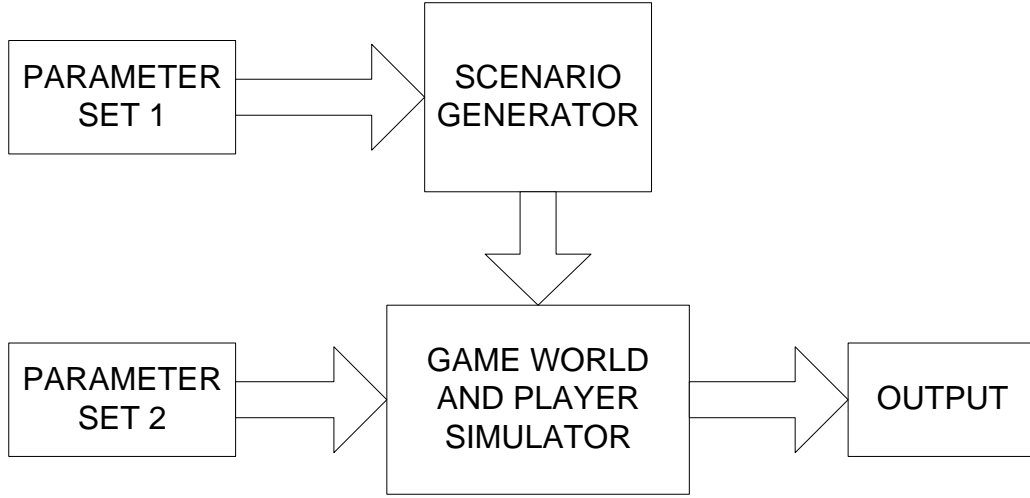 PARAMETER
SET 1
SCENARIO
GENERATOR
PARAMETER
SET 2
GAME WORLD
AND PLAYER
SIMULATOR
OUTPUT